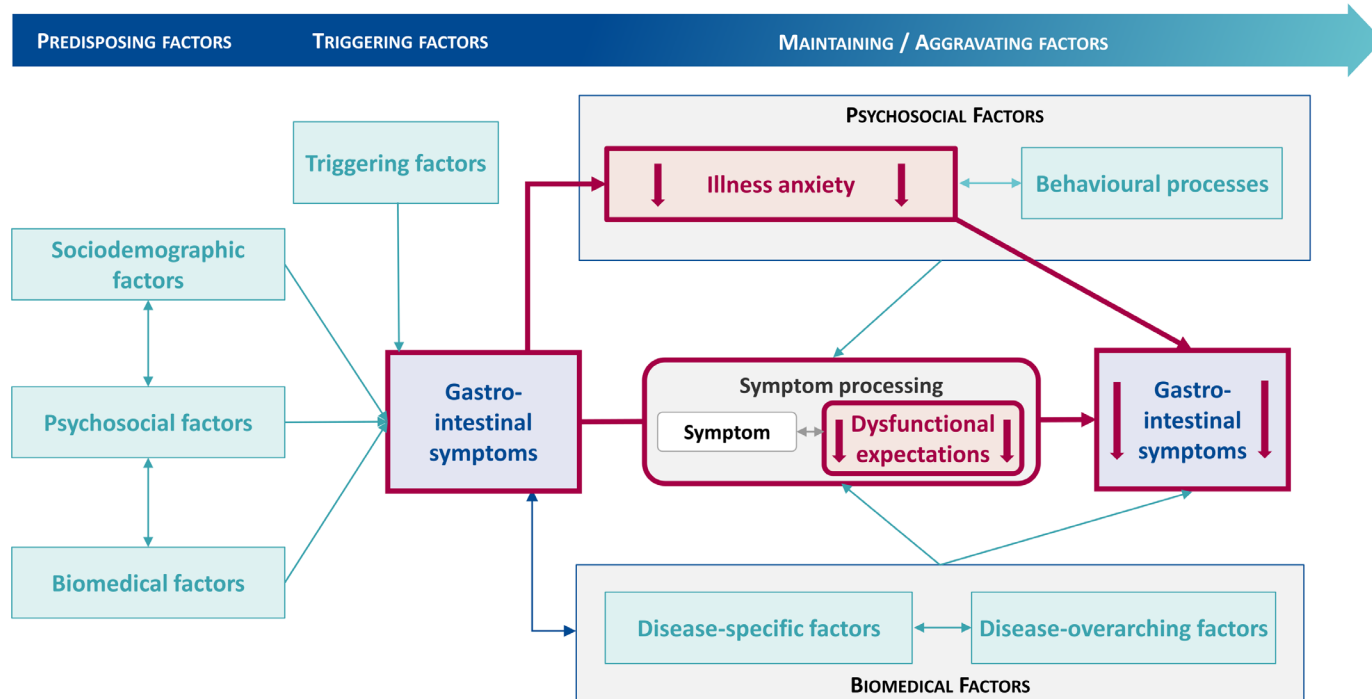 PREDISPOSING FACTORS
TRIGGERING FACTORS
MAINTAINING / AGGRAVATING FACTORS
PSYCHOSOCIAL FACTORS
Triggering factors
Illness anxiety
Behavioural processes
Sociodemographic
factors
Psychosocial factors
Biomedical factors
Gastro-
intestinal
symptoms
Symptom processing
Symptom
Dysfunctional
expectations
Gastro-
intestinal
symptoms
Disease-specific factors
Disease-overarching factors
BIOMEDICAL FACTORS